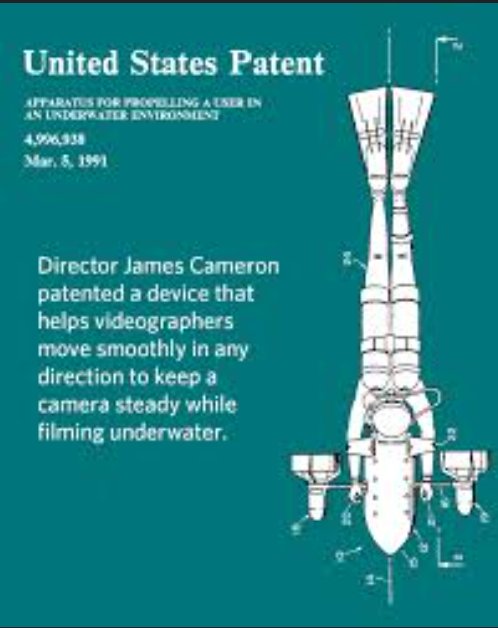 United States Patent
APPARATUS FOR PROPELLING A USER IN
AN UNDERWATER ENVIRONMENT
4,996,938
Mar. 5, 1991
Director James Cameron
patented a device that
helps videographers
move smoothly in any
direction to keep a
camera steady while
filming underwater.